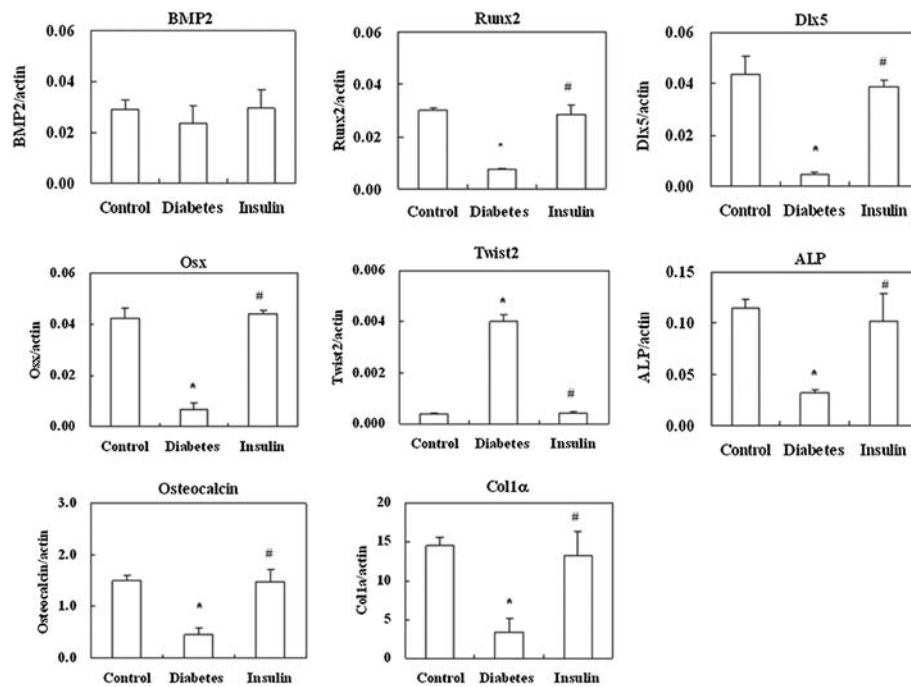 BMP2
0.06
0.04
0.02
0.00
BMP2/actin
Control Diabetes Insulin
Runx2
0.06
0.04
0.02
0.00
Runx2/actin
*
#
Control Diabetes Insulin
Dlx5
0.06
0.04
0.02
0.00
Dlx5/actin
*
#
Control Diabetes Insulin
Osx
0.06
0.04
0.02
0.00
Osx/actin
*
#
Control Diabetes Insulin
Twist2
0.006
0.004
0.002
0.000
Twist2/actin
*
#
Control Diabetes Insulin
ALP
0.15
0.10
0.05
0.00
ALP/actin
*
#
Control Diabetes Insulin
Osteocalcin
3.0
2.0
1.0
0.0
Osteocalcin/actin
*
#
Control Diabetes Insulin
Col1α
20
15
10
5
0
Col1a/actin
*
#
Control Diabetes Insulin